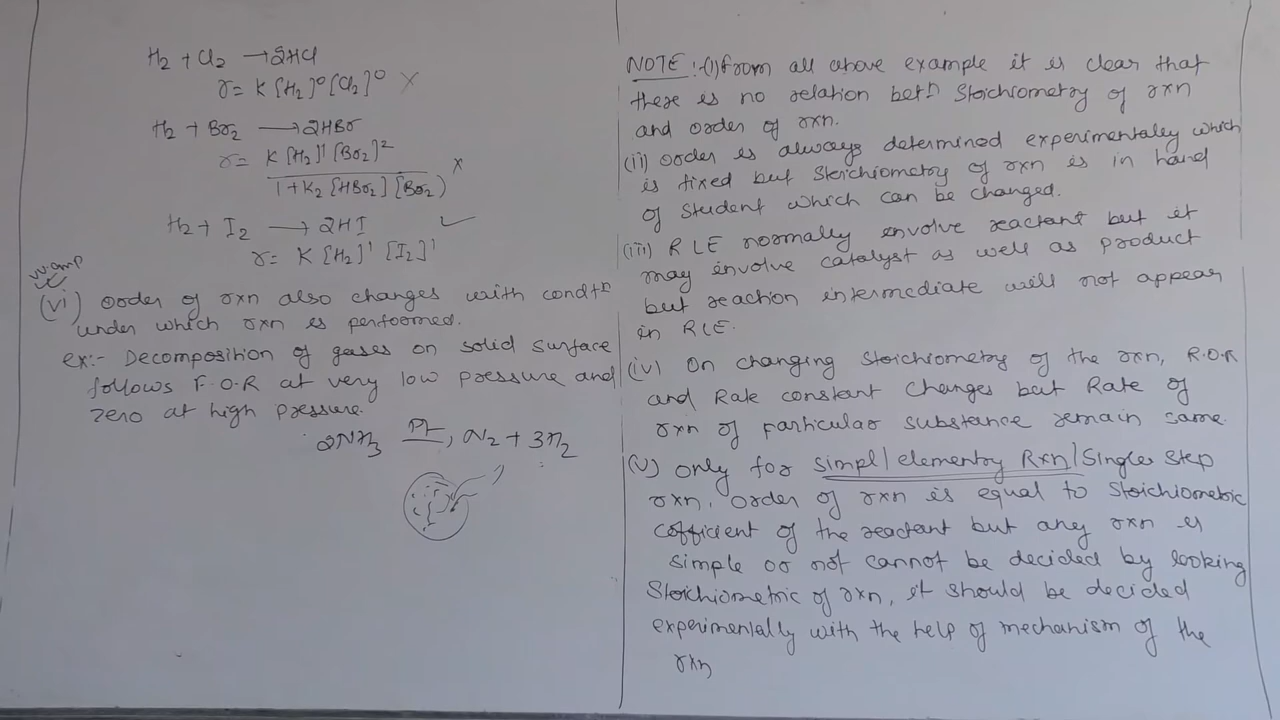 H₂ + Cl₂ → 2HCl
r = K [H₂]⁰ [Cl₂]⁰ ×
H₂ + Br₂ → 2HBr
r = K [H₂]¹ [Br₂]² ×
1 + K₂ [HBr₂] [Br₂)
H₂ + I₂ → 2HI ✓
r = K [H₂]¹ [I₂]¹
VV amp
(vi) Order of rxn also changes with condtⁿ
under which rxn is performed.
ex:- Decomposition of gases on solid surface
follows F.O.R at very low pressure and
zero at high pressure.
2NH₃ Pt, N₂ + 3H₂
NOTE :- (i) from all above example it is clear that
there is no relation betⁿ Stoichiometry of rxn
and order of rxn.
(ii) order is always determined experimentaley which
is fixed but Stoichiometry of rxn is in hand
of student which can be changed.
(iii) RLE normally involve reactant but it
may involve catalyst as well as product
but reaction intermediate will not appear
in RLE.
(iv) On changing Stoichiometry of the rxn, R.O.R
and Rate constant changes but Rate of
rxn of particular substance remain same.
(v) only for simpl/elementry Rxn/Single step
rxn, Order of rxn is equal to Stoichiometric
cofficient of the reactant but any rxn is
simple or not cannot be decided by looking
Stoichiometric of rxn, it should be decided
experimentally with the help of mechanism of the
rxn